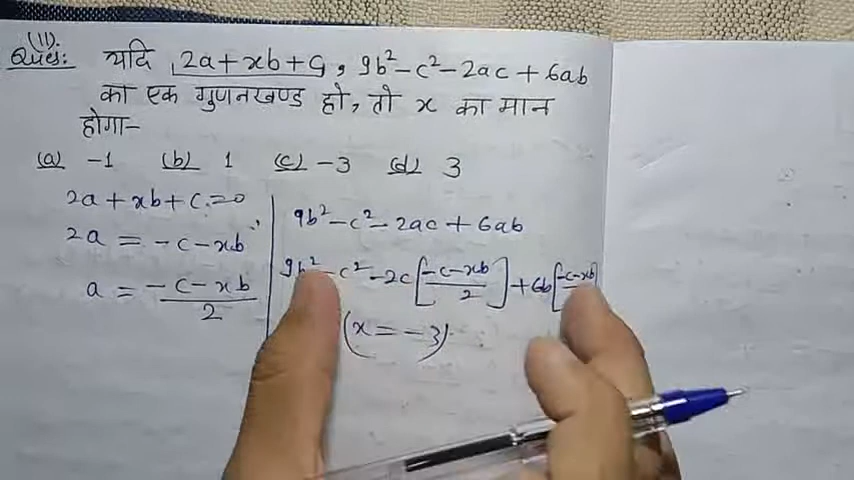 (11).
Ques: यदि 2a+xb+c, 9b²-c²-2ac+6ab
का एक गुणनखण्ड हो, तो x का मान
होगा-
(a) -1 (b) 1 (c) -3 (d) 3
2a+xb+c=0
2a = -c-xb
a = (-c-xb)/2
9b²-c²-2ac+6ab
9b²-c²-2c[(-c-xb)/2]+6b[(-c-xb)
(x=-3)